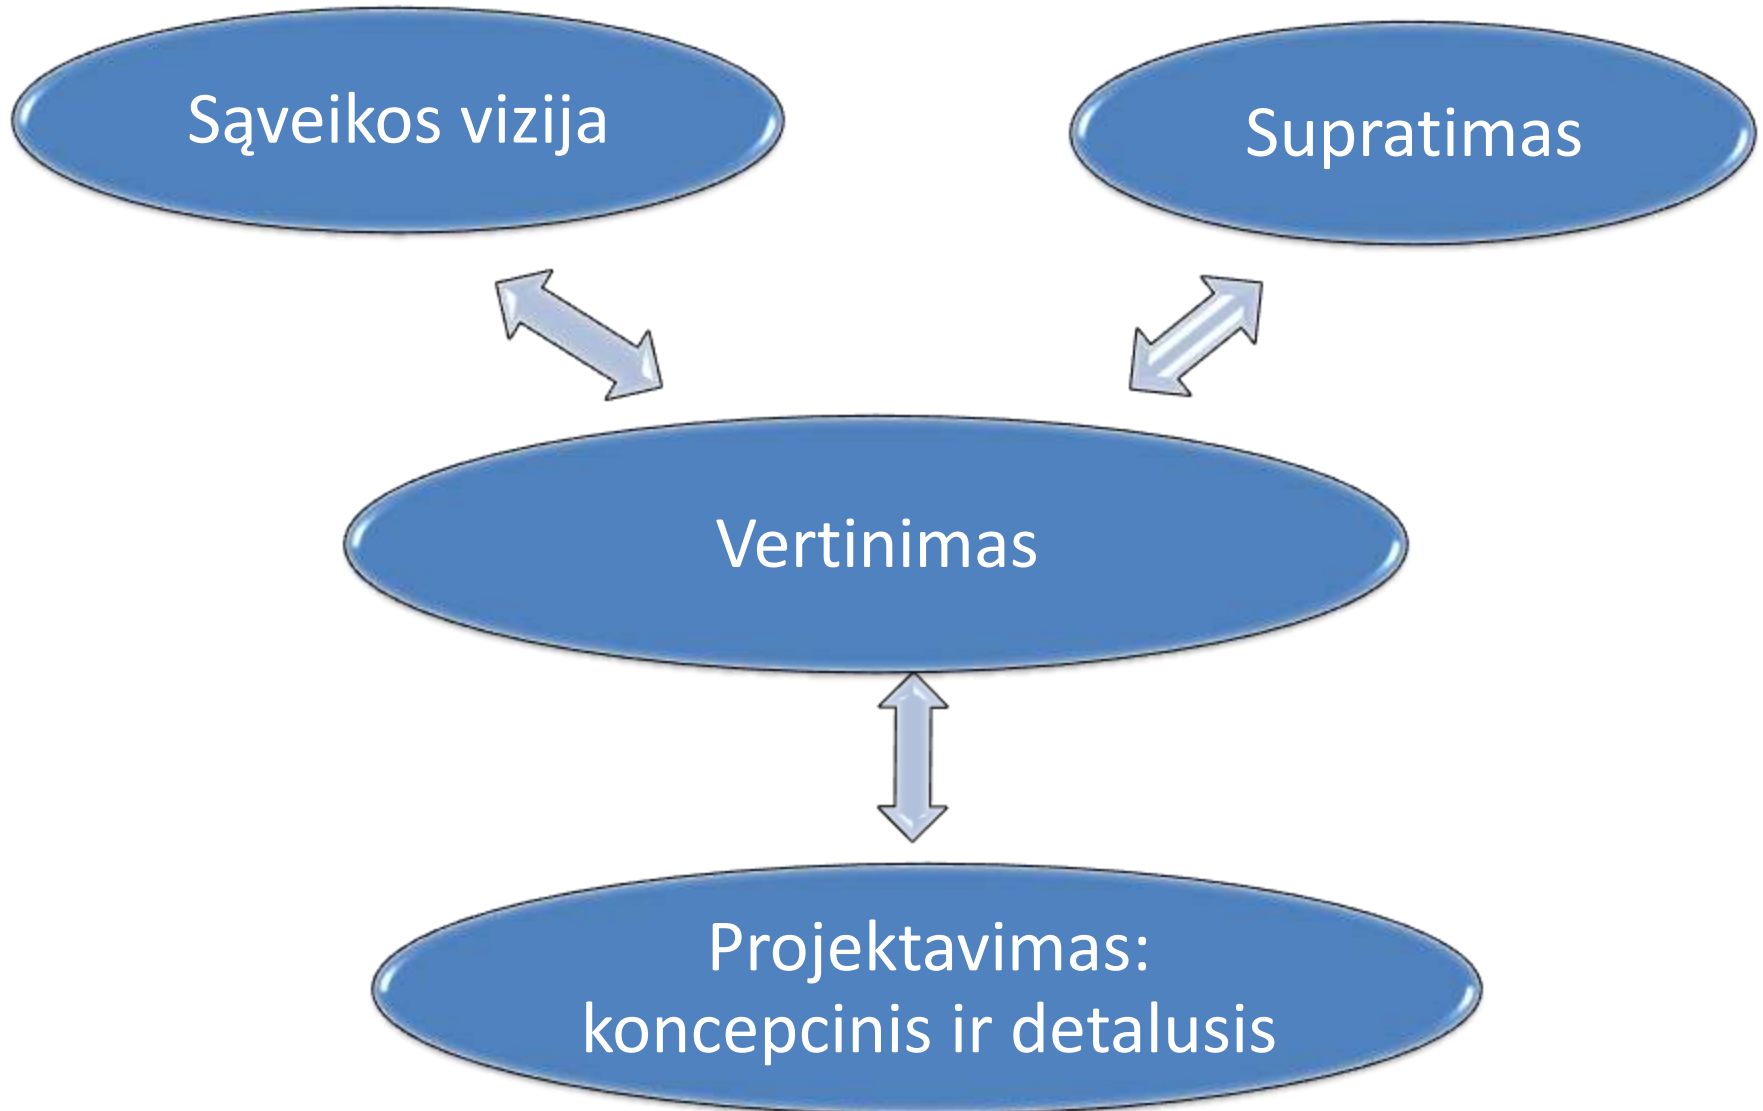 Sąveikos vizija
Supratimas
Vertinimas
Projektavimas:
koncepcinis ir detalusis